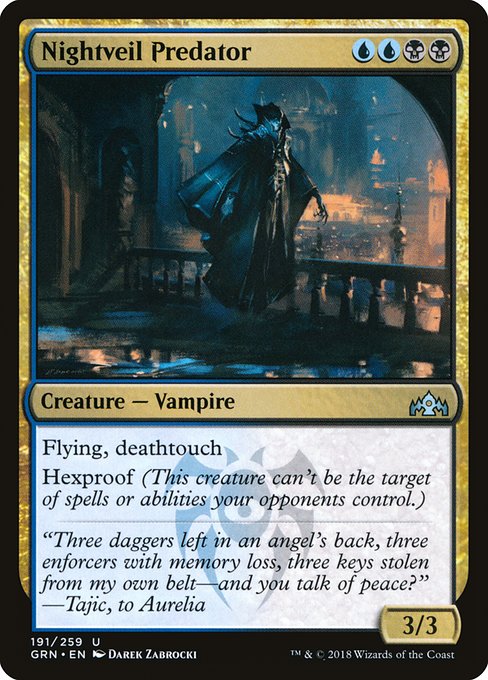 Nightveil Predator
Creature — Vampire
Flying, deathtouch
Hexproof (This creature can't be the target
of spells or abilities your opponents control.)
“Three daggers left in an angel's back, three
enforcers with memory loss, three keys stolen
from my own belt—and you talk of peace?”
—Tajic, to Aurelia
3/3
191/259 U
GRN • EN Darek Zabrocki
™ & © 2018 Wizards of the Coast